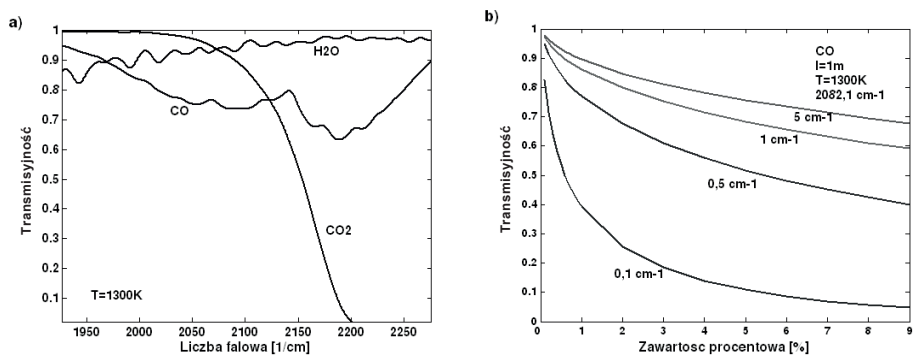 a)
Transmisyjność
1
0.9
0.8
0.7
0.6
0.5
0.4
0.3
0.2
0.1
H2O
CO
CO2
T=1300K
1950 2000 2050 2100 2150 2200 2250
Liczba falowa [1/cm]
b)
Transmisyjność
1
0.9
0.8
0.7
0.6
0.5
0.4
0.3
0.2
0.1
0
CO
l=1m
T=1300K
2082,1 cm-1
5 cm-1
1 cm-1
0,5 cm-1
0,1 cm-1
0 1 2 3 4 5 6 7 8 9
Zawartosc procentowa [%]